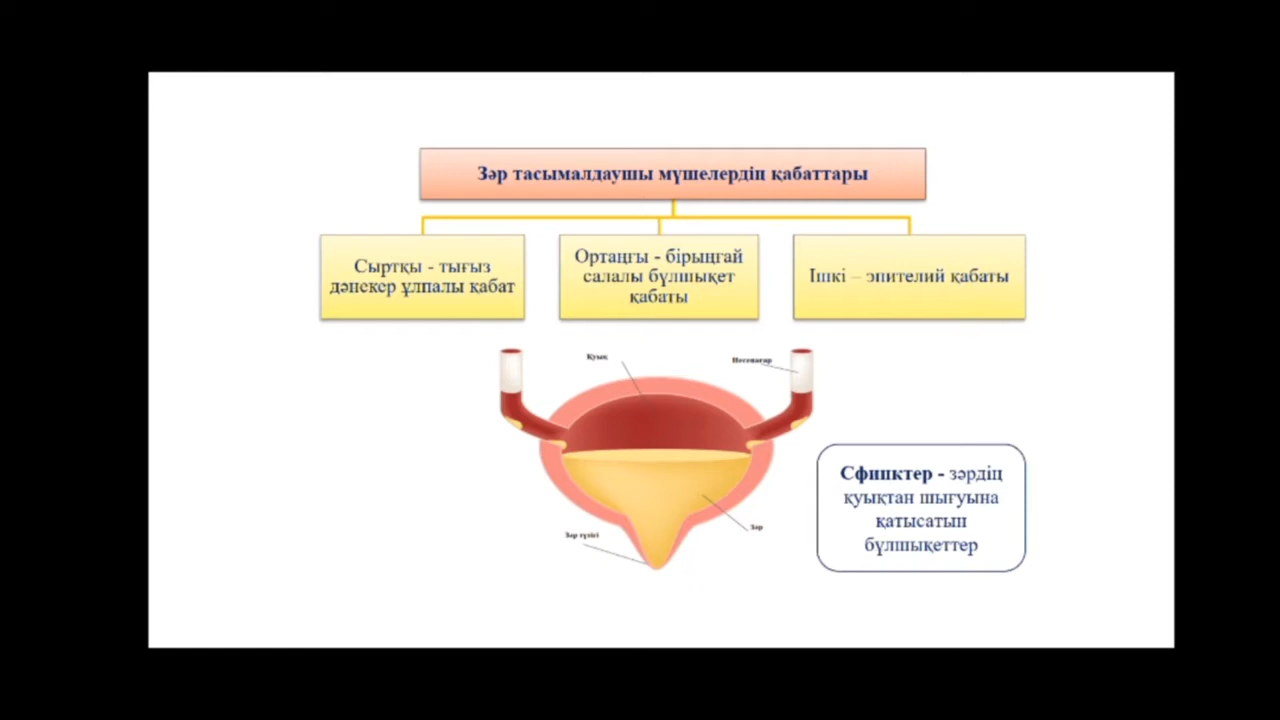 Зәр тасымалдаушы мүшелердің қабаттары
Сыртқы - тығыз
дәнекер ұлпалы қабат
Ортаңғы - бірыңғай
салалы бұлшықет
қабаты
Ішкі – эпителий қабаты
Қуық
Несепағар
Зәр
Зәр түтігі
Сфинктер - зәрдің
қуықтан шығуына
қатысатын
бұлшықеттер